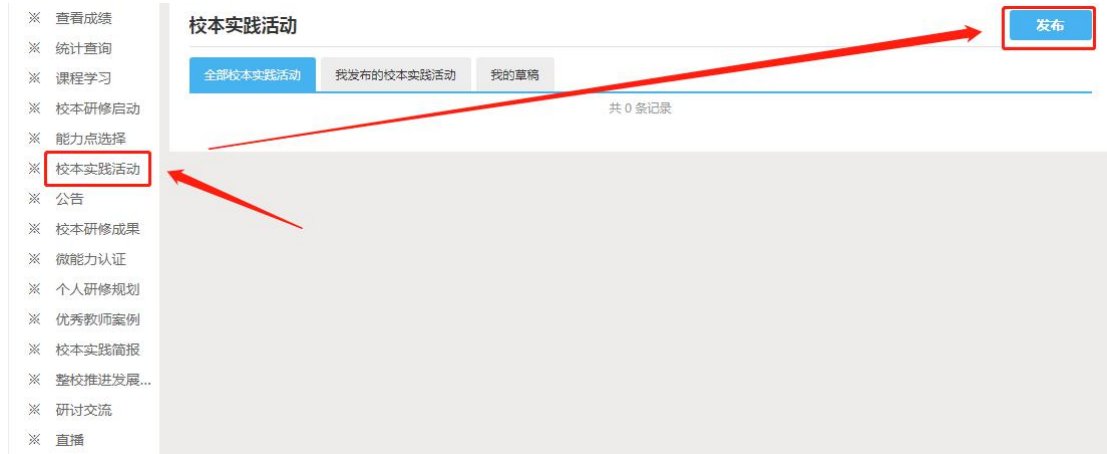 ※ 查看成绩
※ 统计查询
※ 课程学习
※ 校本研修启动
※ 能力点选择
※ 校本实践活动
※ 公告
※ 校本研修成果
※ 微能力认证
※ 个人研修规划
※ 优秀教师案例
※ 校本实践简报
※ 整校推进发展...
※ 研讨交流
※ 直播
校本实践活动
发布
全部校本实践活动 我发布的校本实践活动 我的草稿
共 0 条记录